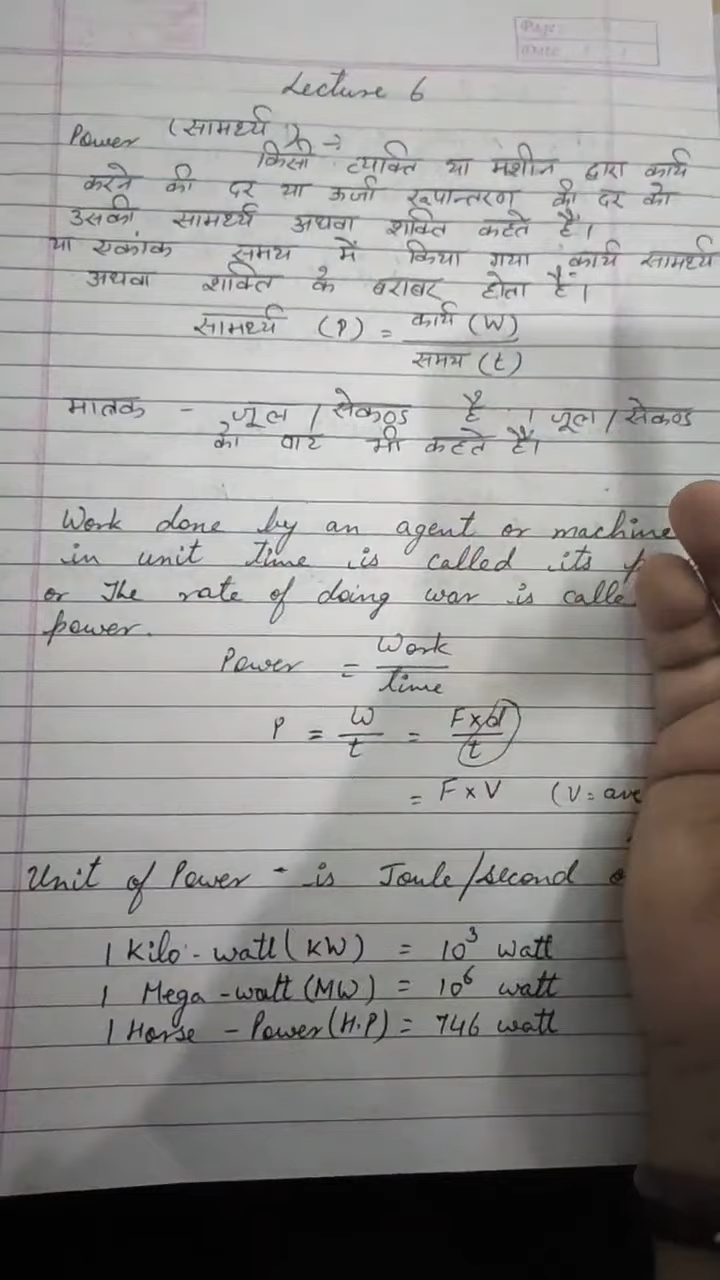 Page:
Date: / /
Lecture 6
Power (सामर्थ्य) →
किसी व्यक्ति या मशीन द्वारा कार्य
करने की दर या ऊर्जा रूपान्तरण की दर को
उसकी सामर्थ्य अथवा शक्ति कहते हैं।
या एकांक समय में किया गया कार्य सामर्थ्य
अथवा शक्ति के बराबर होता है।
सामर्थ्य (P) = कार्य (W)
समय (t)
मातक - जूल / सेकण्ड है । जूल / सेकण्ड
को वाट भी कहते हैं।
Work done by an agent or machine
in unit time is called its
or The rate of doing war is calle
power.
Power = Work
Time
P = W/t = F×d/t
= F×V (V= ave
Unit of Power - is Joule/second
1 Kilo-watt (KW) = 10³ watt
1 Mega-watt (MW) = 10⁶ watt
1 Horse-Power (H.P) = 746 watt